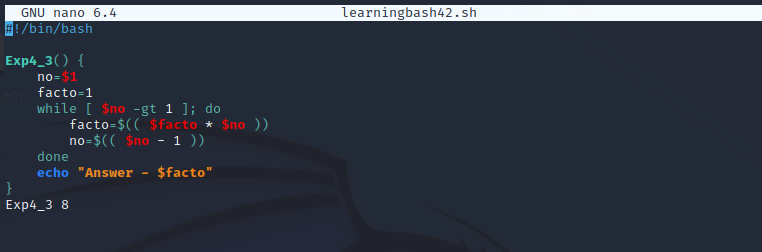 GNU nano 6.4 learningbash42.sh
#!/bin/bash
Exp4_3() {
    no=$1
    facto=1
    while [ $no -gt 1 ]; do
        facto=$(( $facto * $no ))
        no=$(( $no - 1 ))
    done
    echo "Answer - $facto"
}
Exp4_3 8